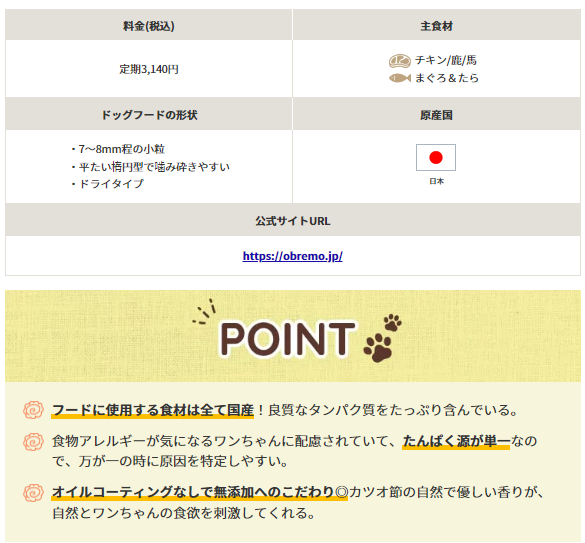 料金(税込)
主食材
定期3,140円
チキン/鹿/馬
まぐろ＆たら
ドッグフードの形状
原産国
・7～8mm程の小粒
・平たい楕円型で噛み砕きやすい
・ドライタイプ
日本
公式サイトURL
https://obremo.jp/
POINT
フードに使用する食材は全て国産！良質なタンパク質をたっぷり含んでいる。
食物アレルギーが気になるワンちゃんに配慮されていて、たんぱく源が単一なの
で、万が一の時に原因を特定しやすい。
オイルコーティングなしで無添加へのこだわり◎カツオ節の自然で優しい香りが、
自然とワンちゃんの食欲を刺激してくれる。